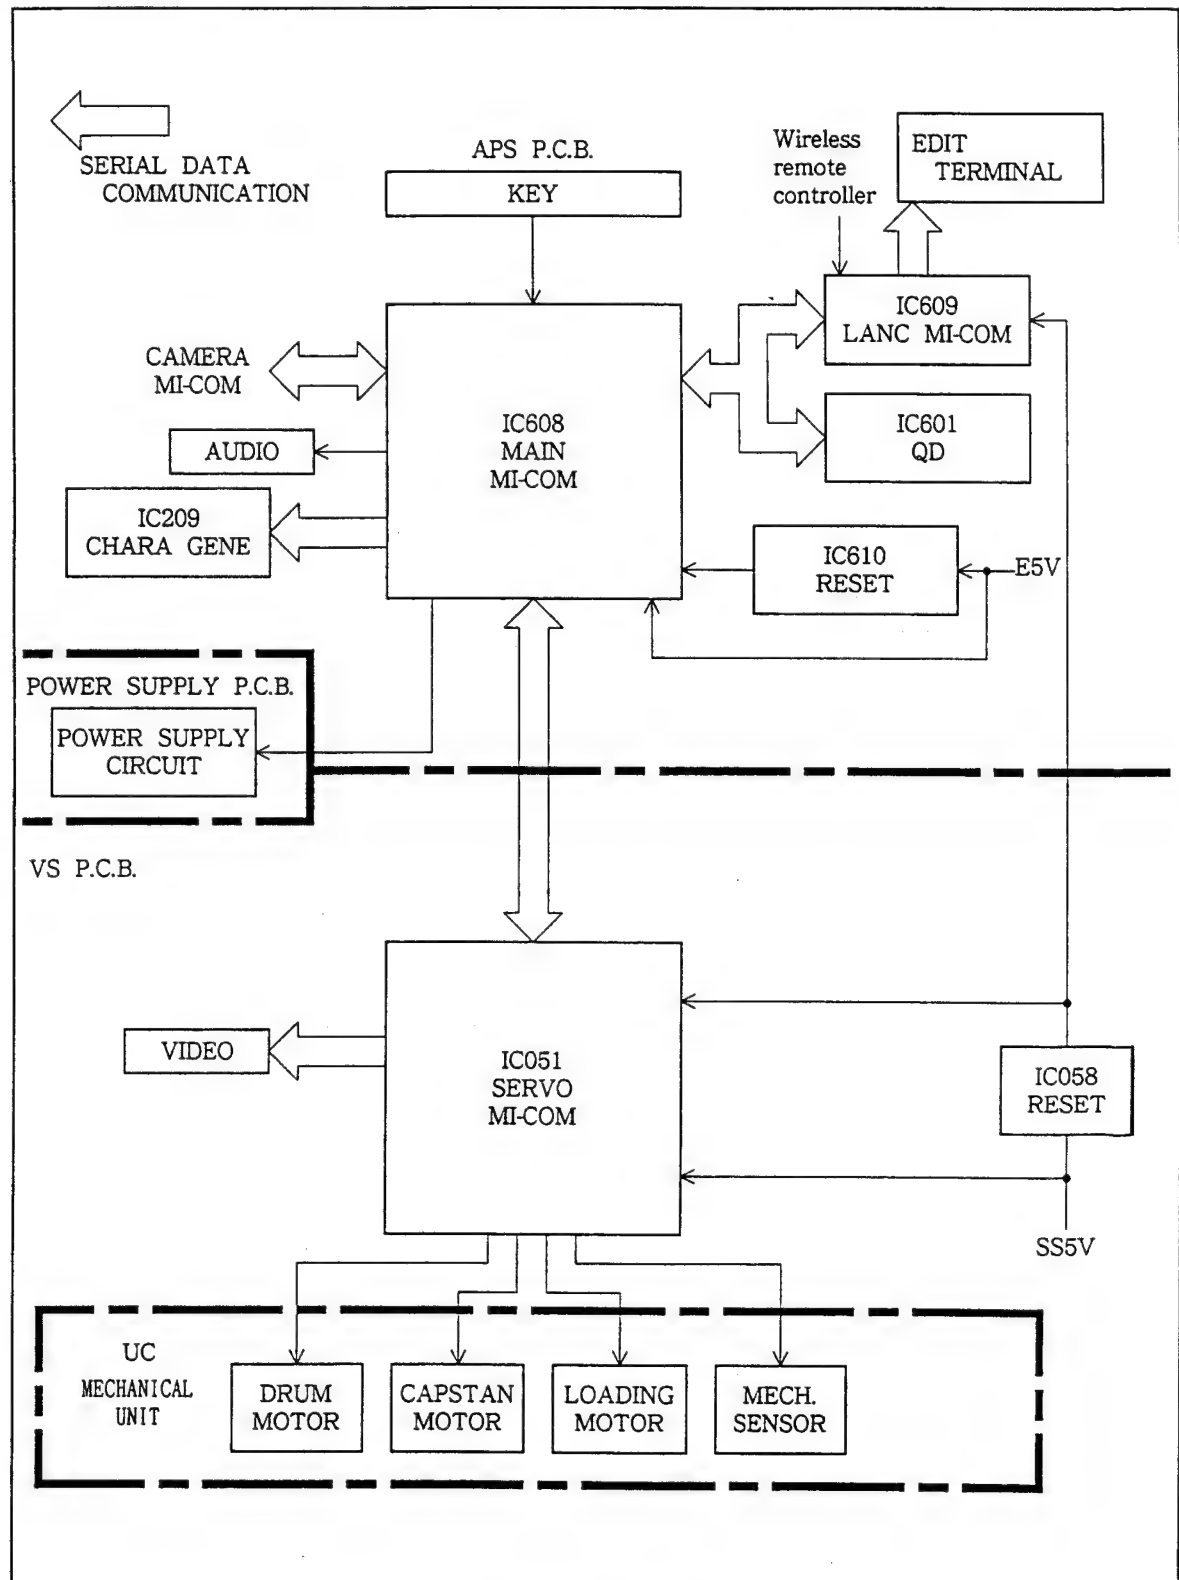 SERIAL DATA
COMMUNICATION
APS P.C.B.
KEY
Wireless
remote
controller
EDIT
TERMINAL
IC609
LANC MI-COM
CAMERA
MI-COM
IC608
MAIN
MI-COM
IC601
QD
AUDIO
IC209
CHARA GENE
IC610
RESET
E5V
POWER SUPPLY P.C.B.
POWER SUPPLY
CIRCUIT
VS P.C.B.
VIDEO
IC051
SERVO
MI-COM
IC058
RESET
SS5V
UC
MECHANICAL
UNIT
DRUM
MOTOR
CAPSTAN
MOTOR
LOADING
MOTOR
MECH.
SENSOR